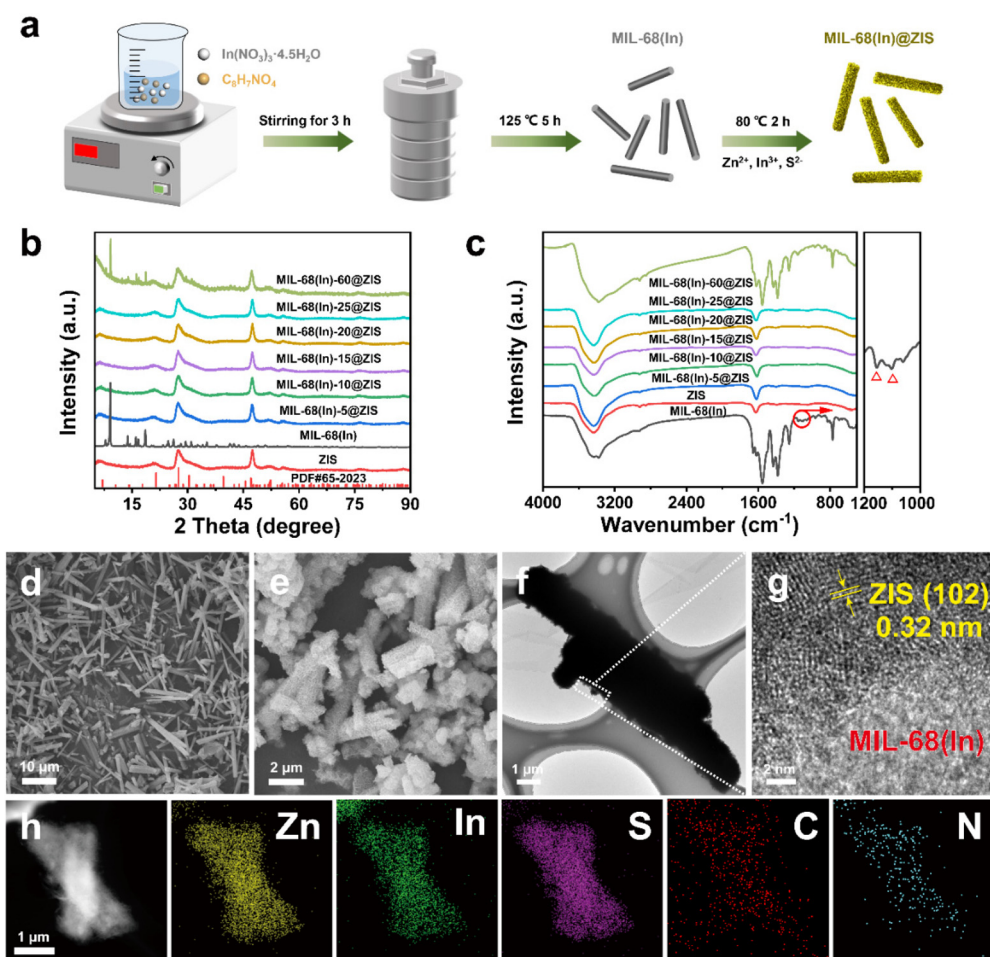 a
In(NO₃)₃·4.5H₂O
C₈H₇NO₄
Stirring for 3 h
125 ℃ 5 h
MIL-68(In)
80 ℃ 2 h
Zn²⁺, In³⁺, S²⁻
MIL-68(In)@ZIS
b
Intensity (a.u.)
MIL-68(In)-60@ZIS
MIL-68(In)-25@ZIS
MIL-68(In)-20@ZIS
MIL-68(In)-15@ZIS
MIL-68(In)-10@ZIS
MIL-68(In)-5@ZIS
MIL-68(In)
ZIS
PDF#65-2023
15 30 45 60 75 90
2 Theta (degree)
c
Intensity (a.u.)
MIL-68(In)-60@ZIS
MIL-68(In)-25@ZIS
MIL-68(In)-20@ZIS
MIL-68(In)-15@ZIS
MIL-68(In)-10@ZIS
MIL-68(In)-5@ZIS
ZIS
MIL-68(In)
4000 3200 2400 1600 800 1200 1000
Wavenumber (cm⁻¹)
d
10 μm
e
2 μm
f
1 μm
g
ZIS (102)
0.32 nm
MIL-68(In)
2 nm
h
1 μm
Zn
In
S
C
N